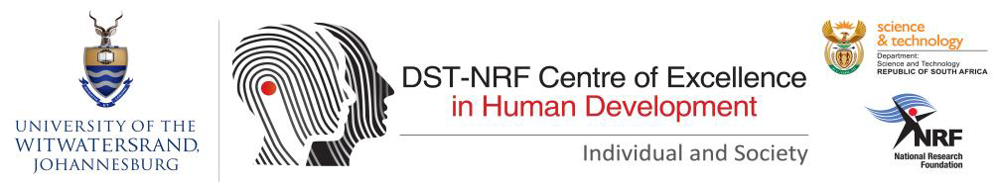 UNIVERSITY OF THE
WITWATERSRAND,
JOHANNESBURG
DST-NRF Centre of Excellence
in Human Development
Individual and Society
science
& technology
Department:
Science and Technology
REPUBLIC OF SOUTH AFRICA
NRF
National Research
Foundation